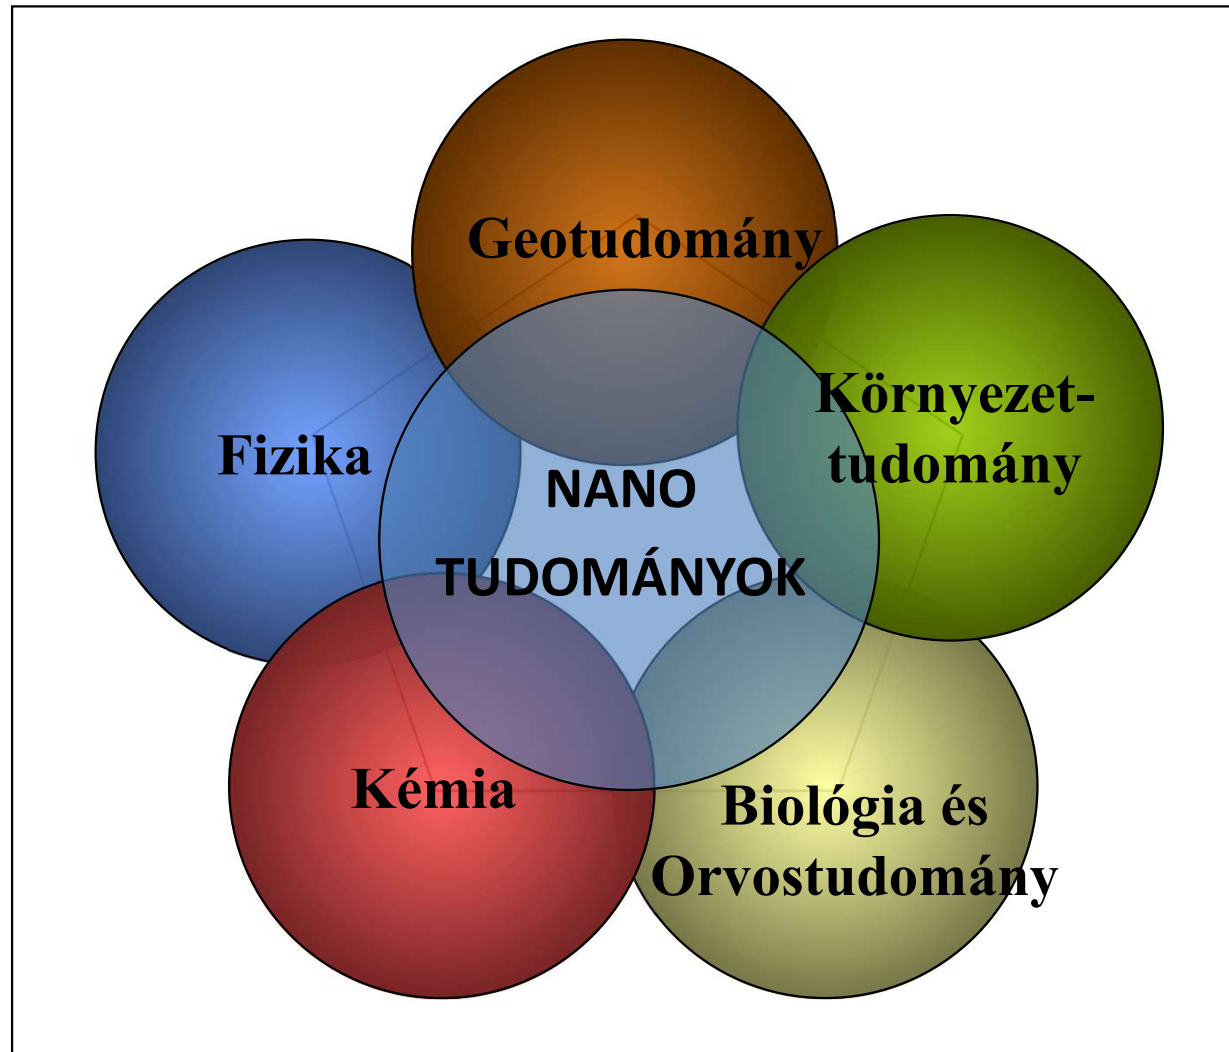 Geotudomány
Környezet-
tudomány
Fizika
NANO
TUDOMÁNYOK
Kémia
Biológia és
Orvostudomány